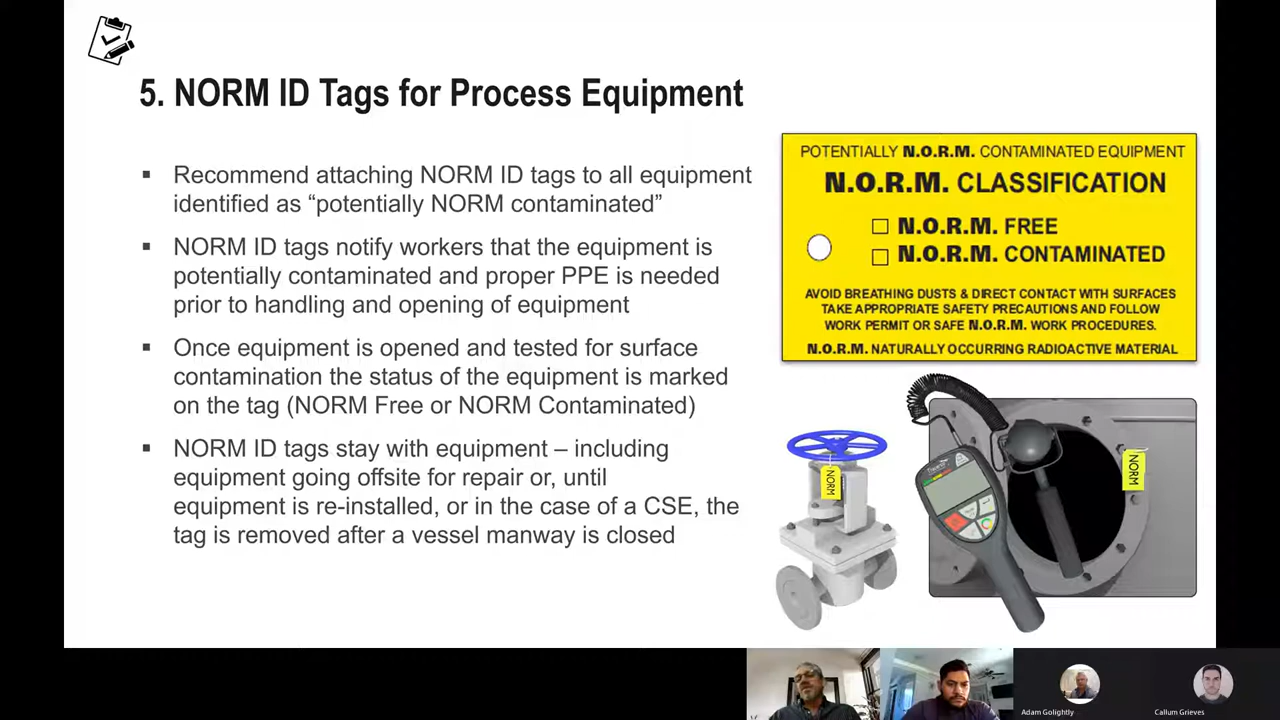 5. NORM ID Tags for Process Equipment
▪ Recommend attaching NORM ID tags to all equipment
identified as “potentially NORM contaminated”
▪ NORM ID tags notify workers that the equipment is
potentially contaminated and proper PPE is needed
prior to handling and opening of equipment
▪ Once equipment is opened and tested for surface
contamination the status of the equipment is marked
on the tag (NORM Free or NORM Contaminated)
▪ NORM ID tags stay with equipment – including
equipment going offsite for repair or, until
equipment is re-installed, or in the case of a CSE, the
tag is removed after a vessel manway is closed
POTENTIALLY N.O.R.M. CONTAMINATED EQUIPMENT
N.O.R.M. CLASSIFICATION
☐ N.O.R.M. FREE
☐ N.O.R.M. CONTAMINATED
AVOID BREATHING DUSTS & DIRECT CONTACT WITH SURFACES
TAKE APPROPRIATE SAFETY PRECAUTIONS AND FOLLOW
WORK PERMIT OR SAFE N.O.R.M. WORK PROCEDURES.
N.O.R.M. NATURALLY OCCURRING RADIOACTIVE MATERIAL
NORM
NORM
Adam Golightly
Callum Grieves